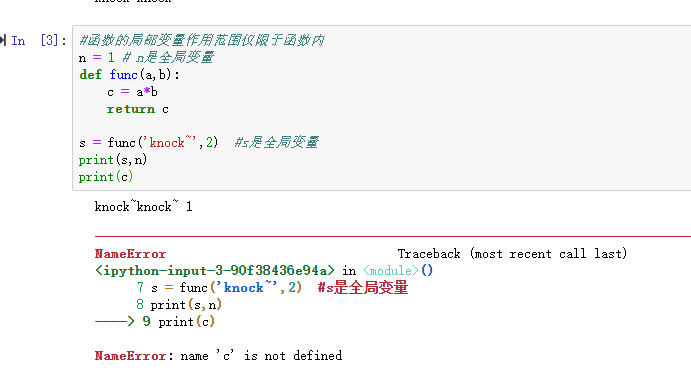 In [3]:
#函数的局部变量作用范围仅限于函数内
n = 1 # n是全局变量
def func(a,b):
    c = a*b
    return c
s = func('knock~',2)  #s是全局变量
print(s,n)
print(c)
knock~knock~ 1
NameError                                 Traceback (most recent call last)
<ipython-input-3-90f38436e94a> in <module>()
      7 s = func('knock~',2)  #s是全局变量
      8 print(s,n)
----> 9 print(c)
NameError: name 'c' is not defined